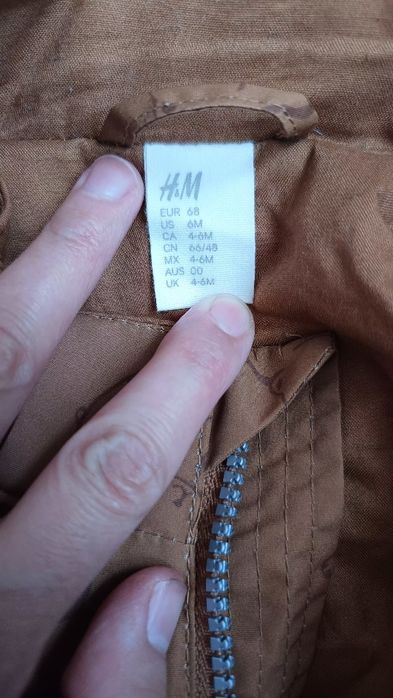 H&M
EUR 68
US 6M
CA 4-6M
CN 66/48
MX 4-6M
AUS 00
UK 4-6M